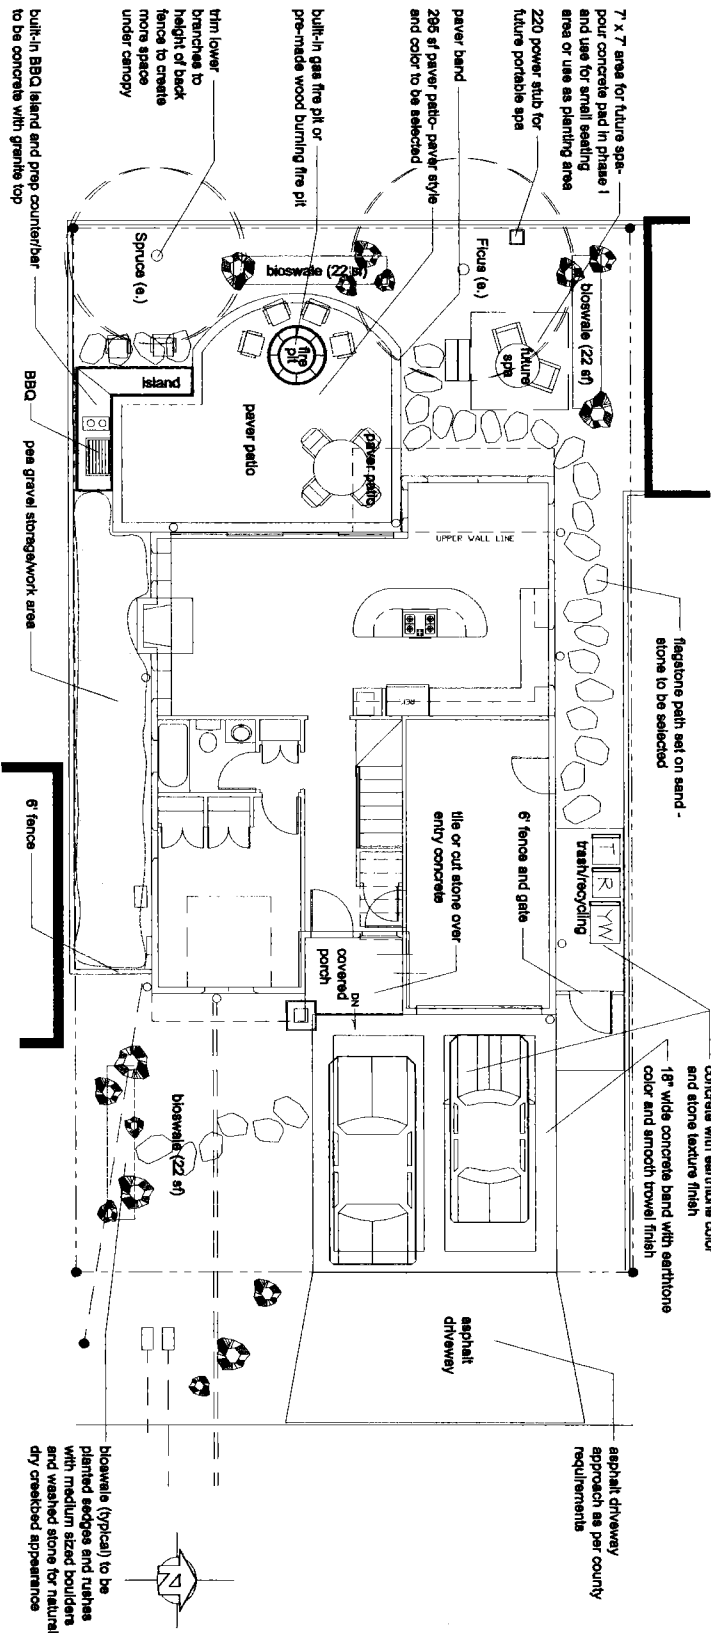 7' x 7' area for future spa-
pour concrete pad in phase I
and use for small seating
area or use as planting area
220 power stub for
future portable spa
paver band
295 sf paver patio- paver style
and color to be selected
built-in gas fire pit or
pre-made wood burning fire pit
trim lower
branches to
height of back
fence to create
more space
under canopy
built-in BBQ island and prep counter/bar
to be concrete with granite top
BBQ
pea gravel storage/work area
6' fence
Spruce (e.)
bioswale (22 sf)
Ficus (e.)
bioswale (22 sf)
future
spa
fire
pit
island
paver patio
paver patio
UPPER WALL LINE
REF
flagstone path set on sand -
stone to be selected
T
R
YW
trash/recycling
6' fence and gate
tile or cut stone over
entry concrete
covered
porch
DN
concrete with earthtone color
and stone texture finish
18" wide concrete band with earthtone
color and smooth trowel finish
bioswale (22 sf)
asphalt
driveway
asphalt driveway
approach as per county
requirements
bioswale (typical) to be
planted sedges and rushes
with medium sized boulders
and washed stone for natural
dry creekbed appearance
N